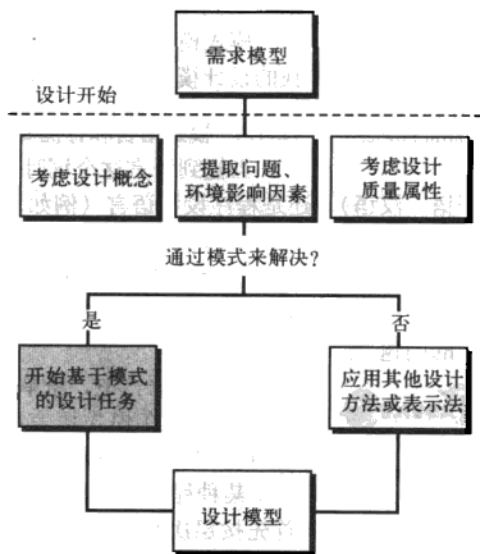 需求模型
设计开始
考虑设计概念
提取问题、
环境影响因素
考虑设计
质量属性
通过模式来解决?
是
否
开始基于模式
的设计任务
应用其他设计
方法或表示法
设计模型